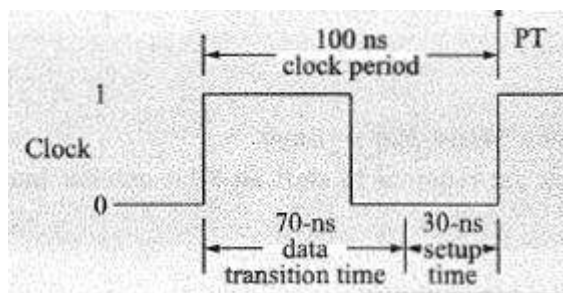 100 ns
clock period
PT
1
Clock
0
70-ns
data
transition time
30-ns
setup
time